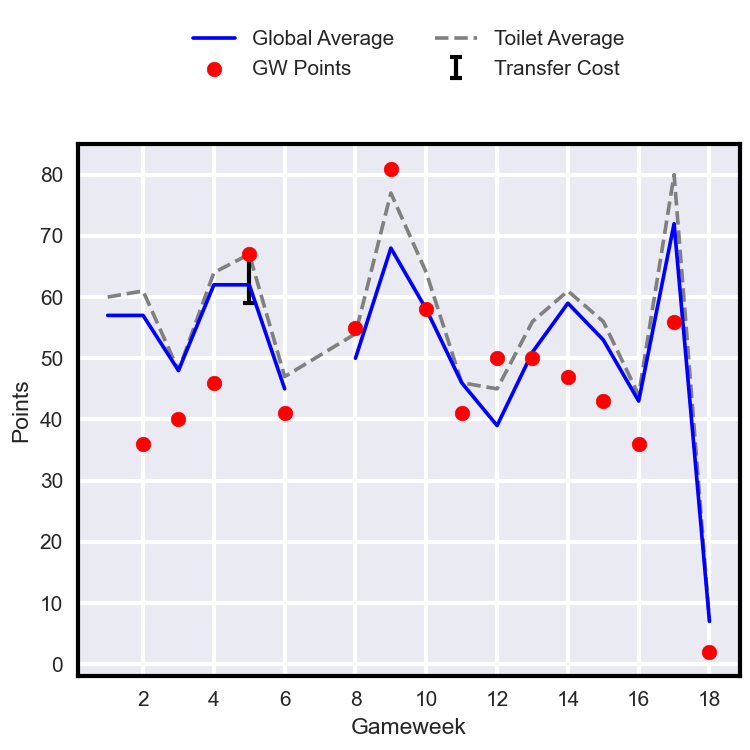 Global Average
GW Points
Toilet Average
Transfer Cost
80
70
60
50
40
30
20
10
0
Points
2 4 6 8 10 12 14 16 18
Gameweek